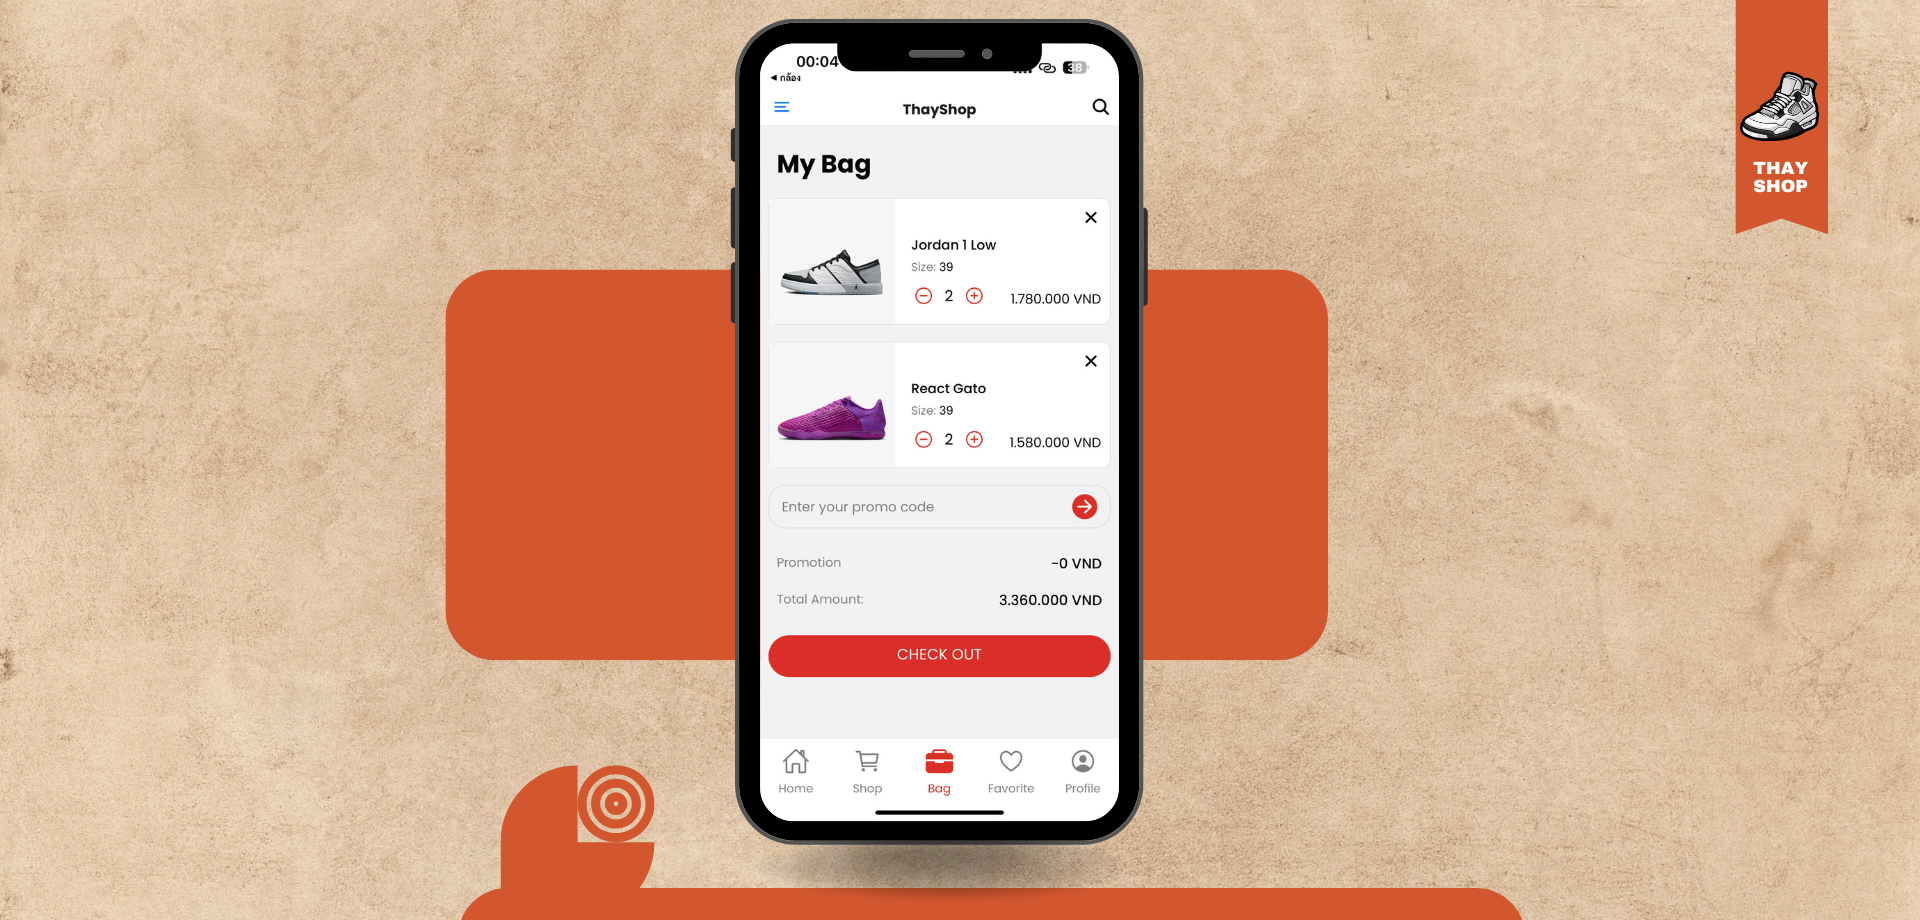 00:04
38
◀ กล้อง
ThayShop
My Bag
Jordan 1 Low
Size: 39
2
1.780.000 VND
React Gato
Size: 39
2
1.580.000 VND
Enter your promo code
Promotion
-0 VND
Total Amount:
3.360.000 VND
CHECK OUT
Home
Shop
Bag
Favorite
Profile
THAY
SHOP